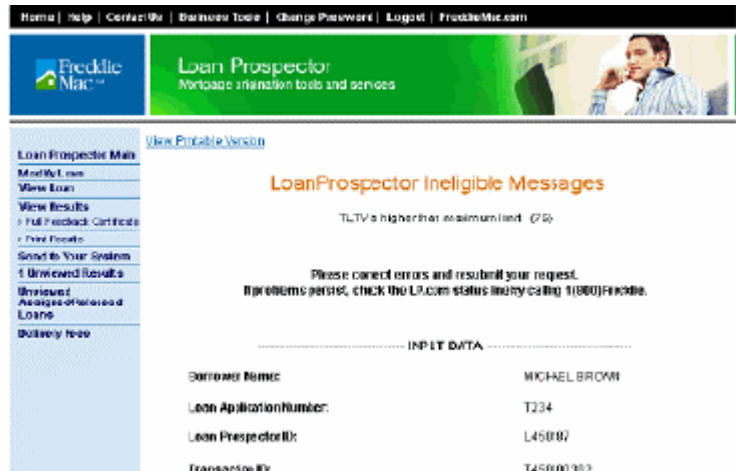 Home | Help | Contact Us | Business Tools | Change Password | Logout | FreddieMac.com
Freddie
Mac
Loan Prospector
Mortgage origination tools and services
View Printable Version
Loan Prospector Main
Modify Loan
View Loan
View Results
› Full Feedback Certificate
› Print Results
Send to Your System
1 Unviewed Results
Unviewed
Assigned/Released
Loans
Delivery Fees
LoanProspector Ineligible Messages
TLTV is higher than maximum limit (75)
Please correct errors and resubmit your request.
If problems persist, check the LP.com status line by calling 1(800)Freddie.
INPUT DATA
Borrower Name: MICHAEL BROWN
Loan Application Number: T234
Loan Prospector ID: L458187
Transaction ID: